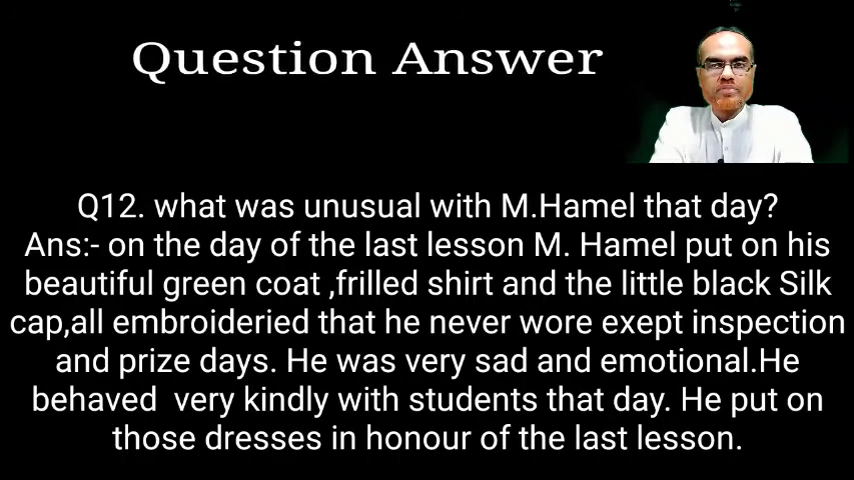 Question Answer
Q12. what was unusual with M.Hamel that day?
Ans:- on the day of the last lesson M. Hamel put on his
beautiful green coat ,frilled shirt and the little black Silk
cap,all embroideried that he never wore exept inspection
and prize days. He was very sad and emotional.He
behaved  very kindly with students that day. He put on
those dresses in honour of the last lesson.